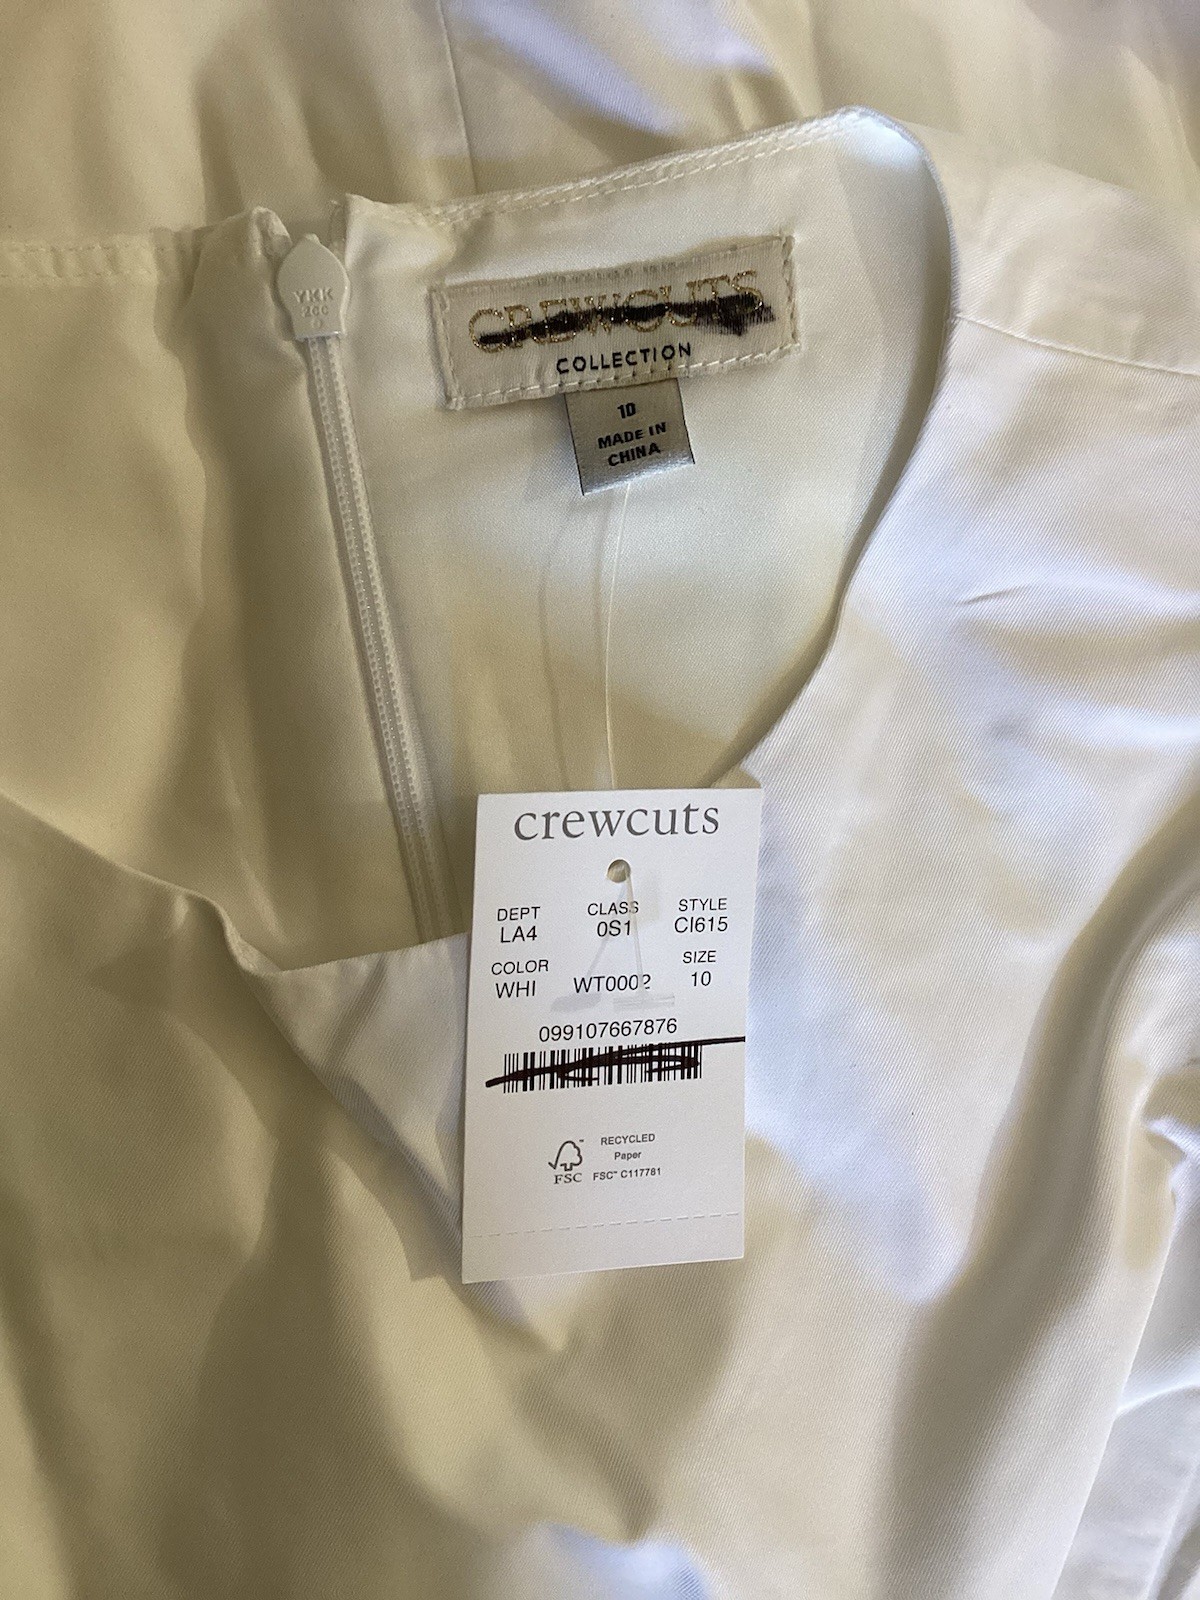 YKK
2CC
CREWCUTS
COLLECTION
10
MADE IN
CHINA
crewcuts
DEPT CLASS STYLE
LA4 0S1 CI615
COLOR SIZE
WHI WT0002 10
099107667876
FSC
RECYCLED
Paper
FSC™ C117781